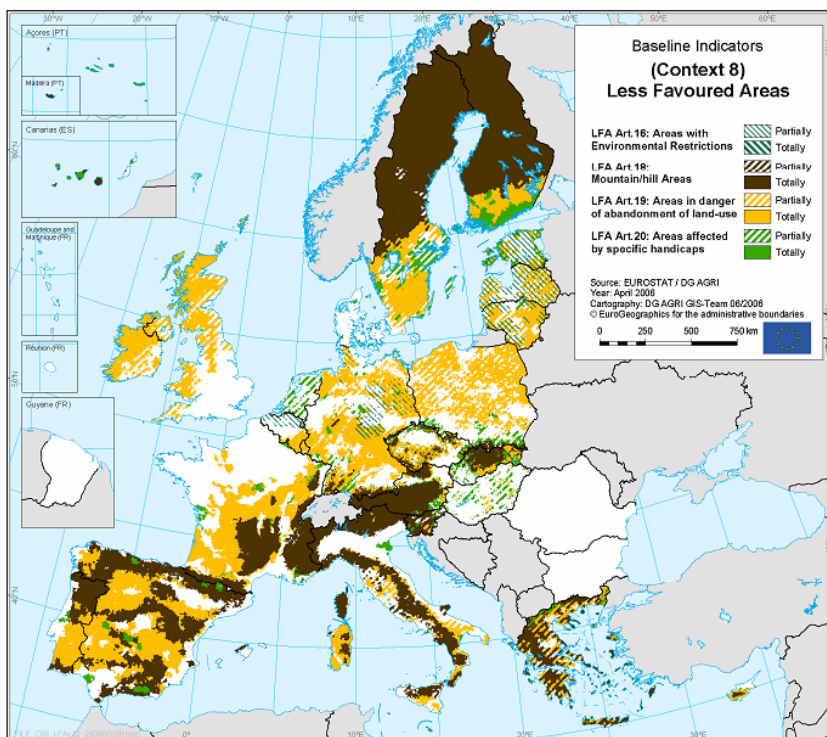 30°W
20°W
10°W
0°
10°E
20°E
30°E
40°E
50°E
60°E
Açores (PT)
Madeira (PT)
Canarias (ES)
Guadeloupe and
Martinique (FR)
Réunion (FR)
Guyane (FR)
60°N
50°N
40°N
Baseline Indicators
(Context 8)
Less Favoured Areas
LFA Art.16: Areas with
Environmental Restrictions
Partially
Totally
LFA Art.18:
Mountain/hill Areas
Partially
Totally
LFA Art.19: Areas in danger
of abandonment of land-use
Partially
Totally
LFA Art.20: Areas affected
by specific handicaps
Partially
Totally
Source: EUROSTAT / DG AGRI
Year: April 2006
Cartography: DG AGRI GIS-Team 06/2006
© EuroGeographics for the administrative boundaries
0 125 250 500 750 km
0°
10°E
20°E
30°E